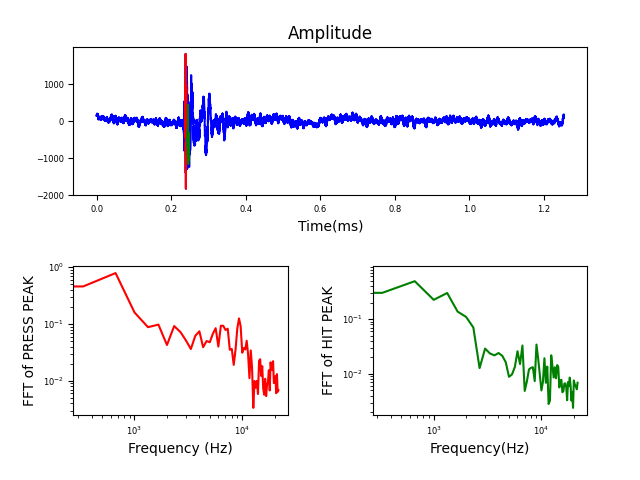 Amplitude
1000
0
−1000
−2000
0.0 0.2 0.4 0.6 0.8 1.0 1.2
Time(ms)
FFT of PRESS PEAK
10⁰
10⁻¹
10⁻²
10³ 10⁴
Frequency (Hz)
FFT of HIT PEAK
10⁻¹
10⁻²
10³ 10⁴
Frequency(Hz)